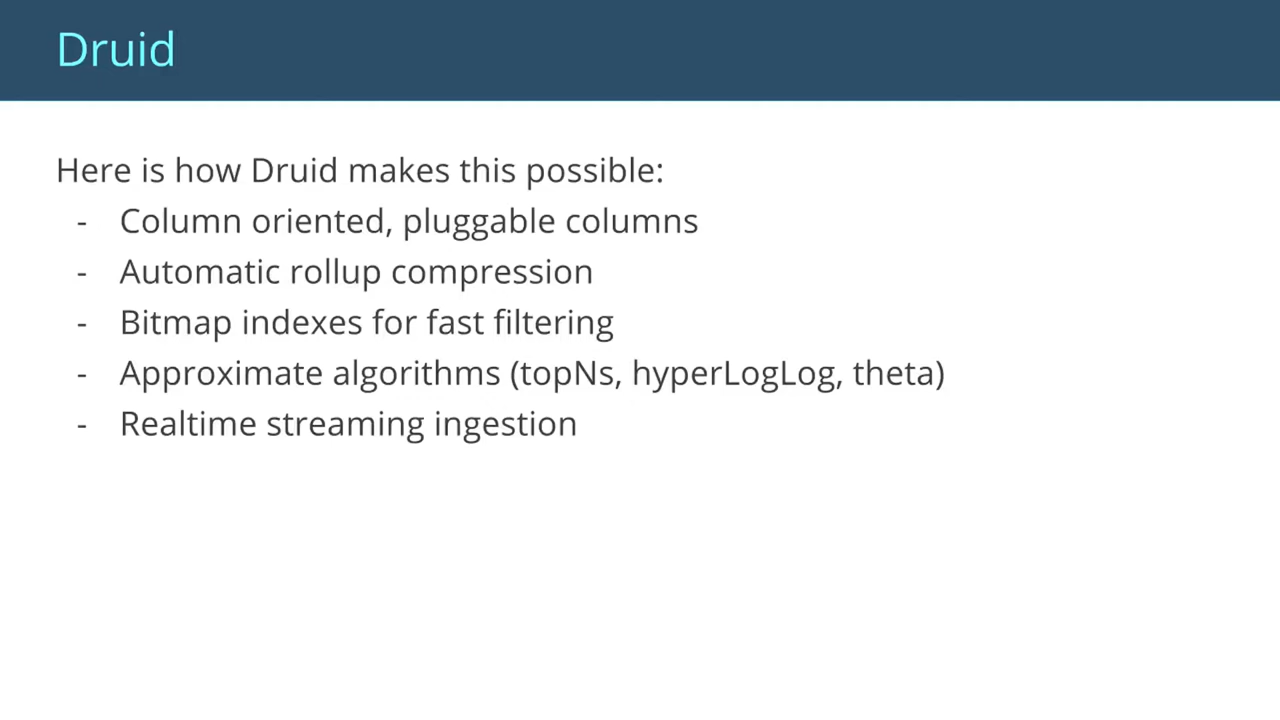 Druid
Here is how Druid makes this possible:
- Column oriented, pluggable columns
- Automatic rollup compression
- Bitmap indexes for fast filtering
- Approximate algorithms (topNs, hyperLogLog, theta)
- Realtime streaming ingestion